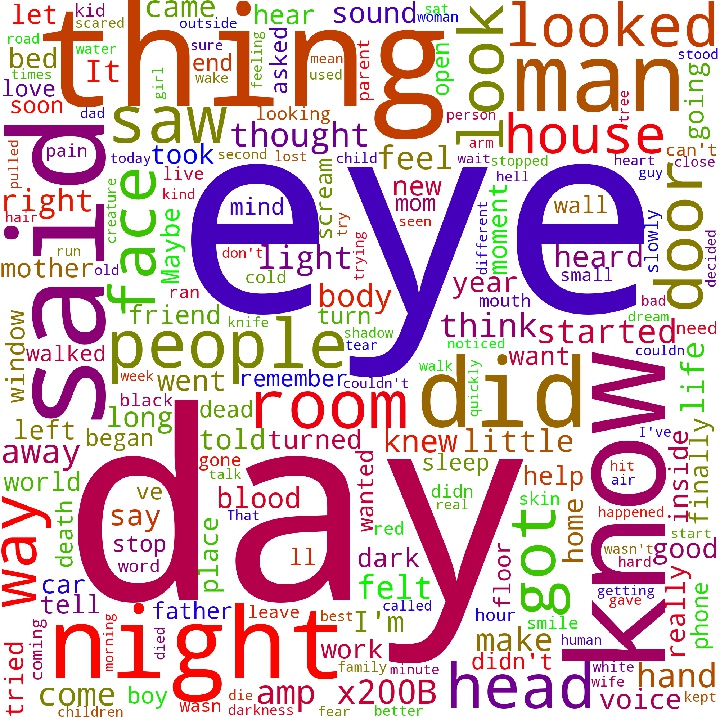 let
kid
scared
came
outside
hear
sound
woman
sat
looked
stood
road
times
water
bed
It
sure
end
wake
feeling
asked
mean
used
parent
open
look
man
going
love
soon
dad
girl
thing
looking
person
arm
tree
saw
thought
house
can't
close
said
pain
today
took
second
lost
child
feel
wait
stopped
hell
heart
guy
pulled
hair
right
face
creature
live
kind
scream
try
eye
mind
new
mom
seen
wall
different
moment
slowly
door
decided
mother
old
run
Maybe
ran
don't
light
cold
trying
heard
small
body
year
mouth
bad
dream
window
friend
knife
turn
shadow
tear
think
noticed
started
need
couldn
walked
people
week
went
remember
couldn't
walk
quickly
want
life
left
black
long
dead
room
did
know
away
began
told
turned
knew
little
I've
world
gone
talk
wanted
sleep
help
hit
air
inside
finally
death
ve
say
stop
word
day
blood
That
ll
place
red
didn
real
skin
home
happened
start
way
car
tell
dark
felt
floor
got
wasn't
hard
good
father
leave
best
called
I'm
hour
smile
getting
gave
really
phone
tried
coming
morning
night
died
work
family
minute
make
didn't
human
white
wife
hand
come
children
boy
wasn
die
darkness
amp
x200B
fear
better
head
voice
kept